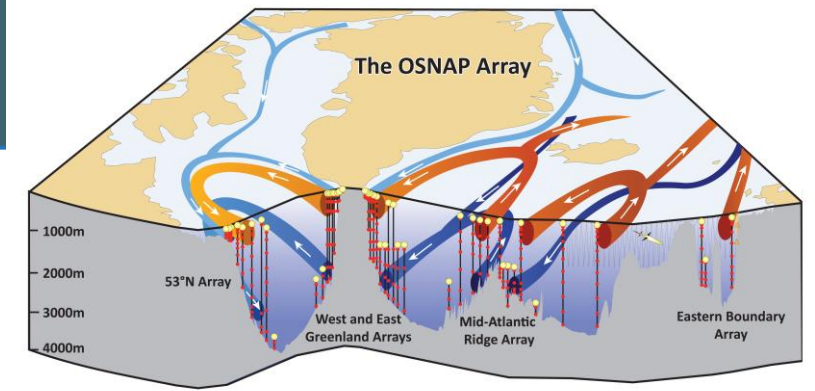 The OSNAP Array
1000m
2000m
3000m
4000m
53°N Array
West and East
Greenland Arrays
Mid-Atlantic
Ridge Array
Eastern Boundary
Array